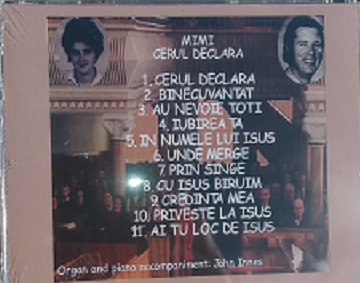 MIMI
CERUL DECLARA
1. CERUL DECLARA
2. BINECUVANTAT
3. AU NEVOIE TOTI
4. IUBIREA TA
5. IN NUMELE LUI ISUS
6. UNDE MERGE
7. PRIN SINGE
8. CU ISUS BIRUIM
9. CREDINTA MEA
10. PRIVESTE LA ISUS
11. AI TU LOC DE ISUS
Organ and piano accompaniment: John Innes